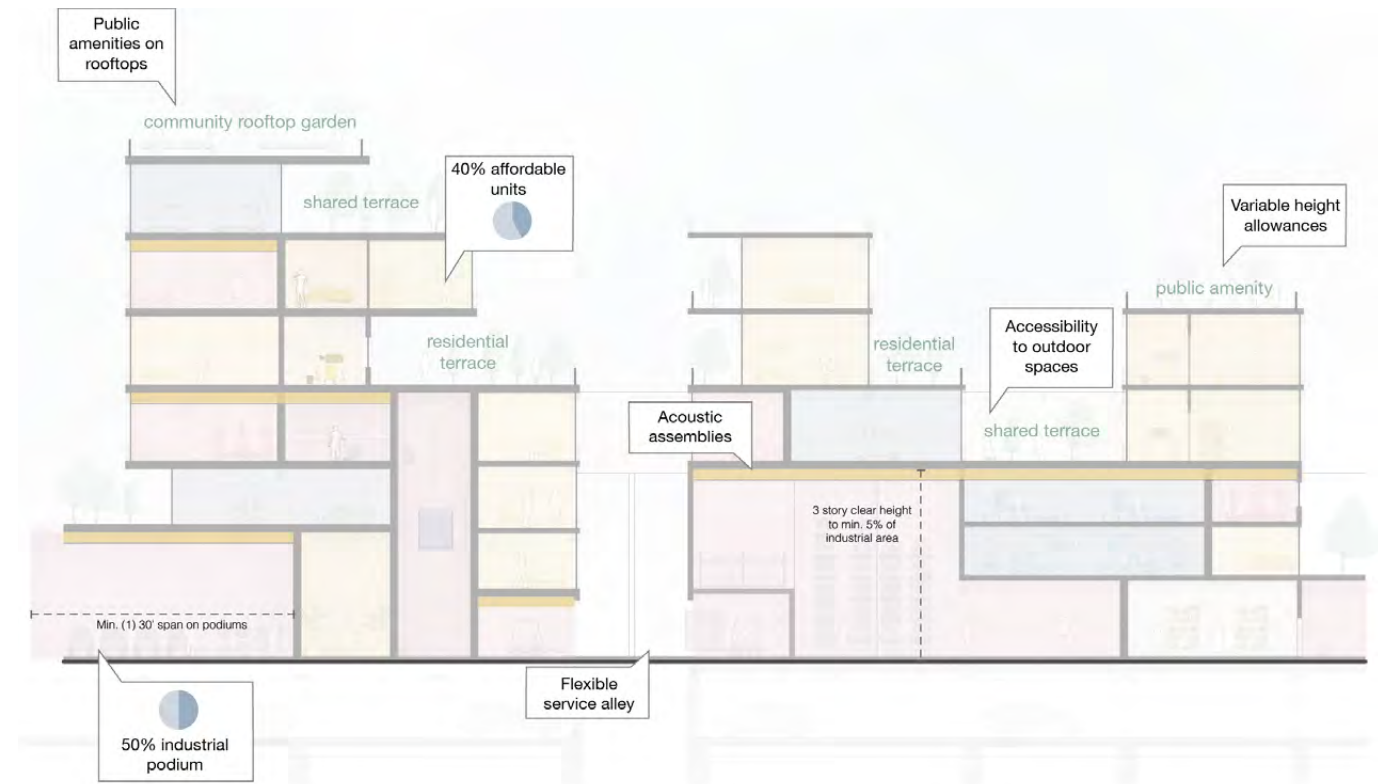 Public
amenities on
rooftops
community rooftop garden
shared terrace
40% affordable
units
residential
terrace
Variable height
allowances
public amenity
residential
terrace
Accessibility
to outdoor
spaces
shared terrace
Acoustic
assemblies
3 story clear height
to min. 5% of
industrial area
Min. (1) 30' span on podiums
Flexible
service alley
50% industrial
podium